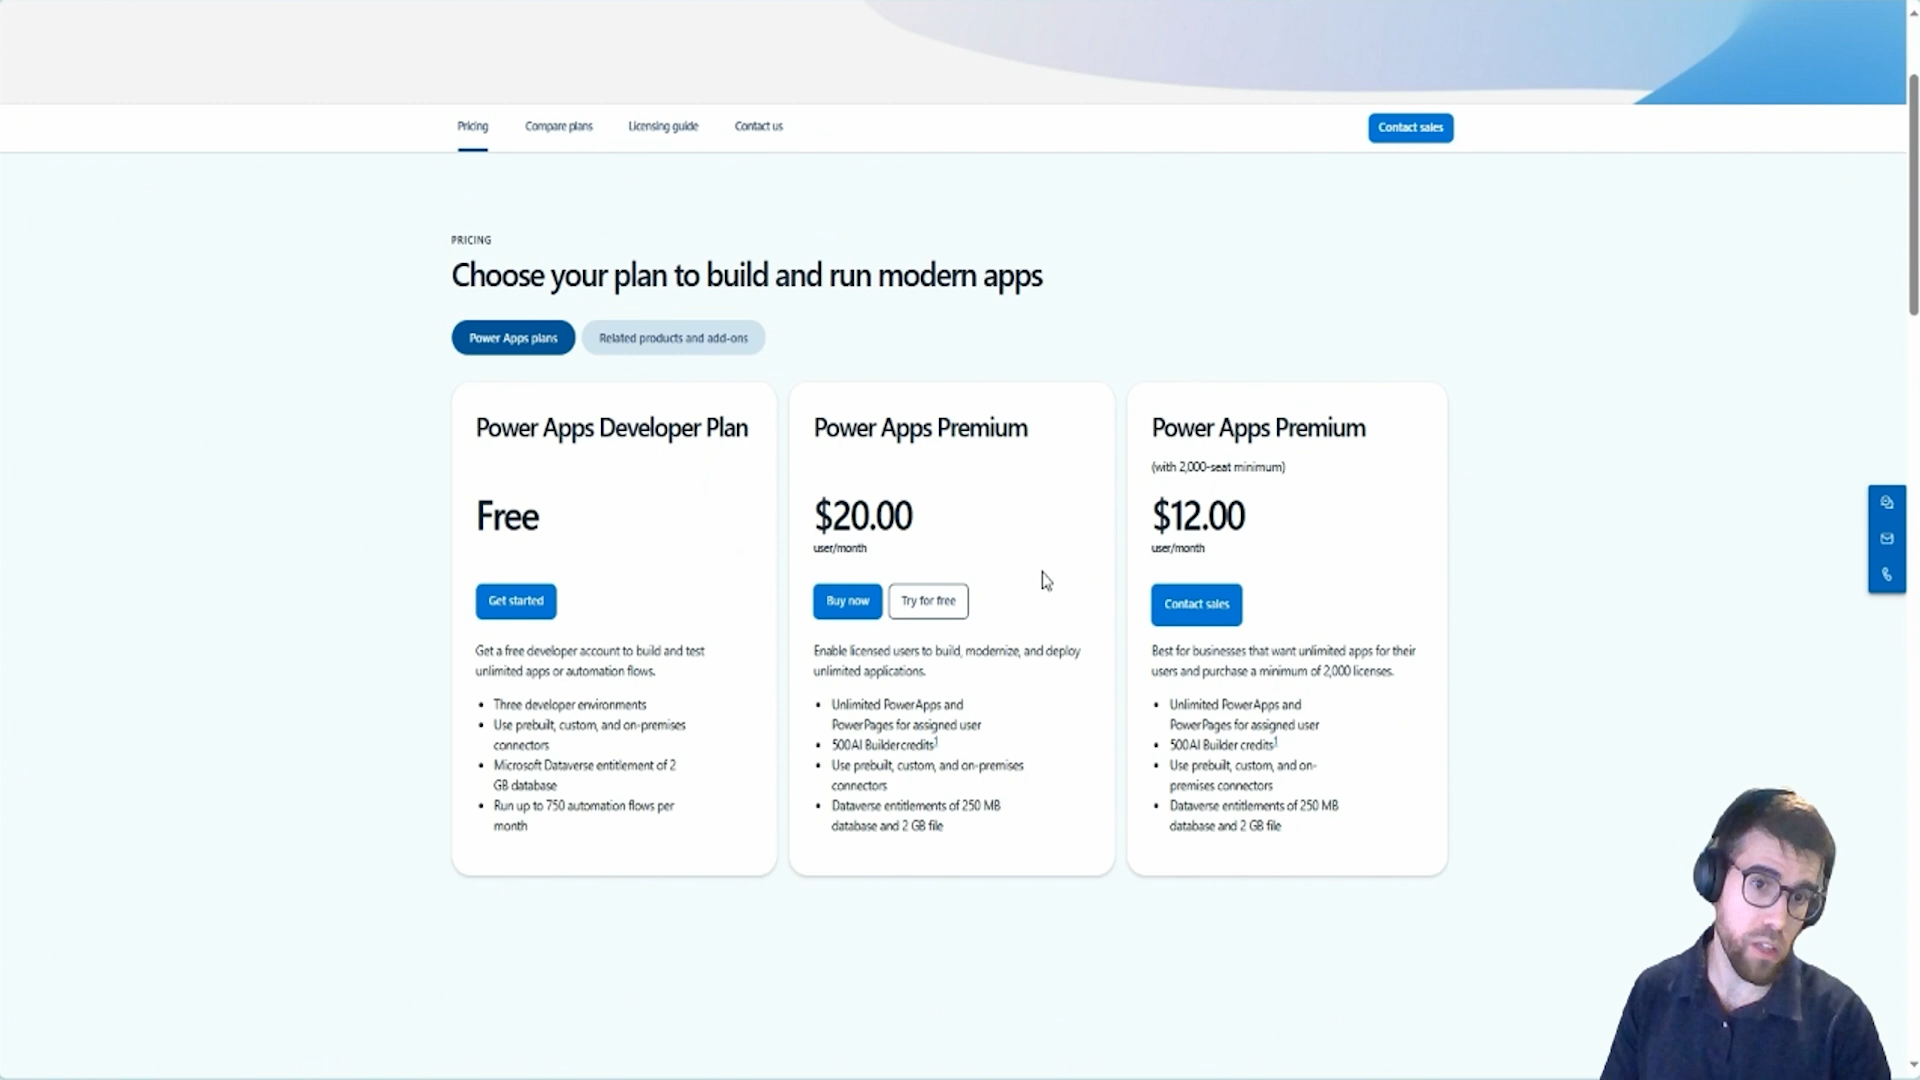 Pricing
Compare plans
Licensing guide
Contact us
Contact sales
PRICING
Choose your plan to build and run modern apps
Power Apps plans
Related products and add-ons
Power Apps Developer Plan
Free
Get started
Get a free developer account to build and test
unlimited apps or automation flows.
• Three developer environments
• Use prebuilt, custom, and on-premises
connectors
• Microsoft Dataverse entitlement of 2
GB database
• Run up to 750 automation flows per
month
Power Apps Premium
$20.00
user/month
Buy now
Try for free
Enable licensed users to build, modernize, and deploy
unlimited applications.
• Unlimited PowerApps and
PowerPages for assigned user
• 500 AI Builder credits1
• Use prebuilt, custom, and on-premises
connectors
• Dataverse entitlements of 250 MB
database and 2 GB file
Power Apps Premium
(with 2,000-seat minimum)
$12.00
user/month
Contact sales
Best for businesses that want unlimited apps for their
users and purchase a minimum of 2,000 licenses.
• Unlimited PowerApps and
PowerPages for assigned user
• 500 AI Builder credits1
• Use prebuilt, custom, and on-
premises connectors
• Dataverse entitlements of 250 MB
database and 2 GB file